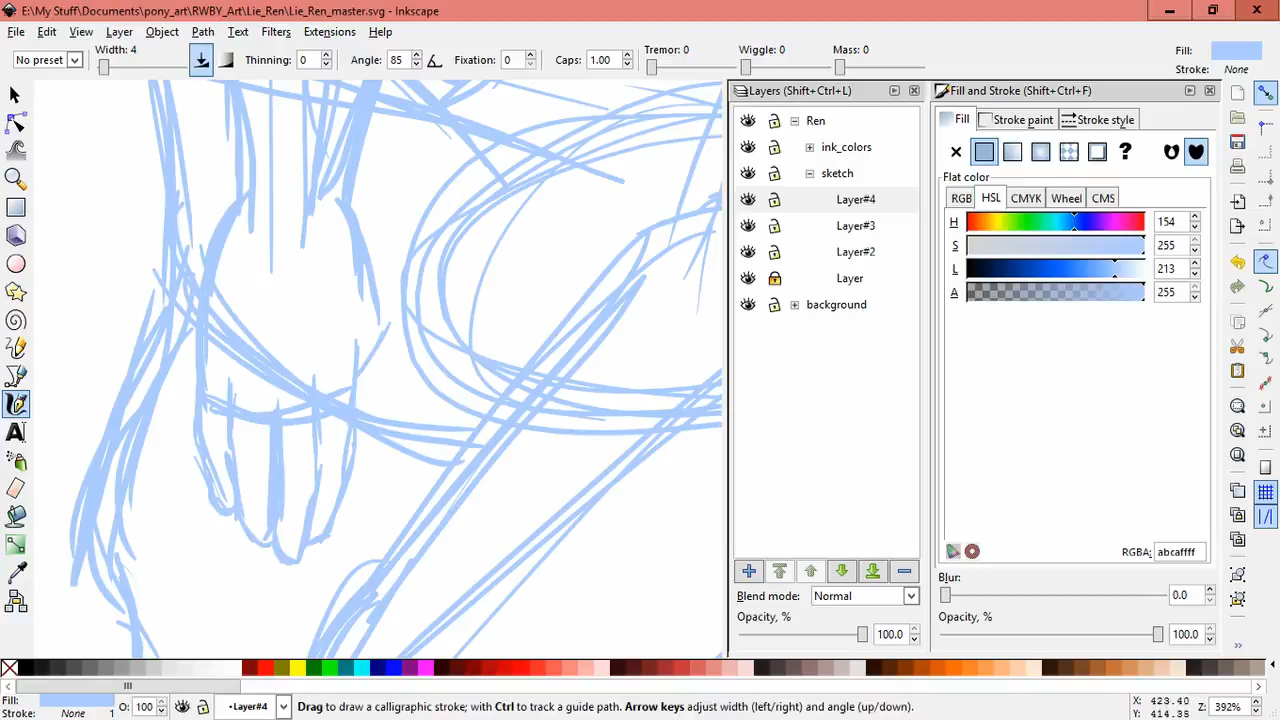 E:\My Stuff\Documents\pony_art\RWBY_Art\Lie_Ren\Lie_Ren_master.svg - Inkscape
File Edit View Layer Object Path Text Filters Extensions Help
No preset Width: 4 Thinning: 0 Angle: 85 Fixation: 0 Caps: 1.00 Tremor: 0 Wiggle: 0 Mass: 0 Fill:
Stroke: None
Layers (Shift+Ctrl+L) Fill and Stroke (Shift+Ctrl+F)
Ren
ink_colors
sketch
Layer#4
Layer#3
Layer#2
Layer
background
Fill Stroke paint Stroke style
?
Flat color
RGB HSL CMYK Wheel CMS
H 154
S 255
L 213
A 255
RGBA: abcaffff
Blend mode: Normal
Opacity, % 100.0
Blur:
0.0
Opacity, %
100.0
Fill:
Stroke: None 1 O: 100 •Layer#4 Drag to draw a calligraphic stroke; with Ctrl to track a guide path. Arrow keys adjust width (left/right) and angle (up/down). X: 423.40
Y: 414.35 Z: 392%